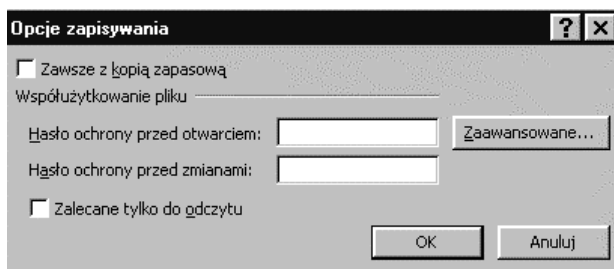 Opcje zapisywania
Zawsze z kopią zapasową
Współużytkowanie pliku
Hasło ochrony przed otwarciem:
Zaawansowane...
Hasło ochrony przed zmianami:
Zalecane tylko do odczytu
OK
Anuluj